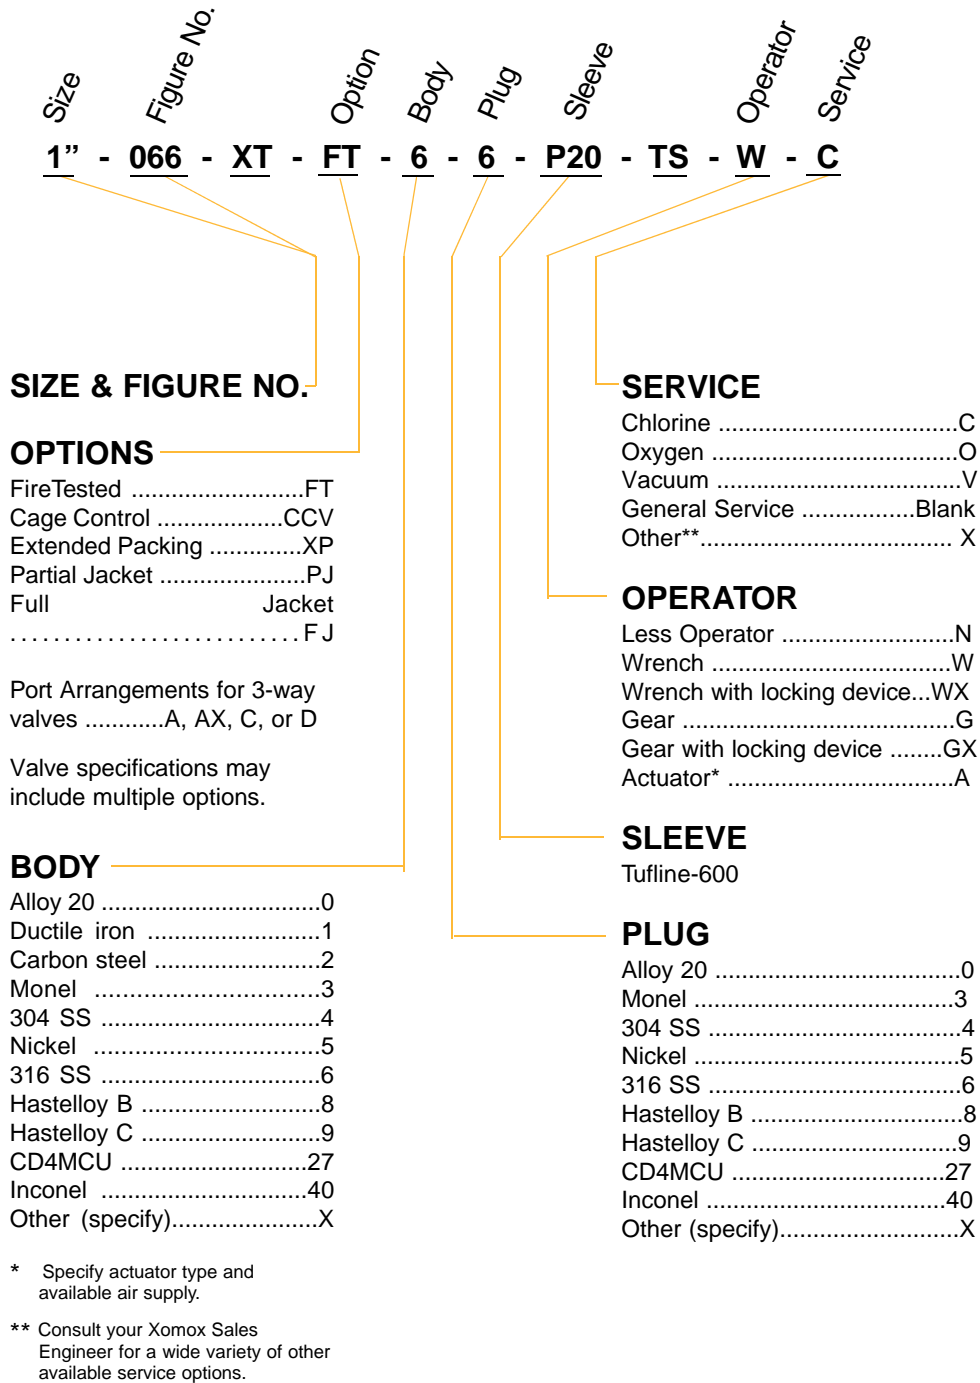 Size
Figure No.
Option
Body
Plug
Sleeve
Operator
Service
1” - 066 - XT - FT - 6 - 6 - P20 - TS - W - C
SIZE & FIGURE NO.
OPTIONS
FireTested ..........................FT
Cage Control ...................CCV
Extended Packing ..............XP
Partial Jacket ......................PJ
Full Jacket
. . . . . . . . . . . . . . . . . . . . . . . . . . . F J
Port Arrangements for 3-way
valves ............A, AX, C, or D
Valve specifications may
include multiple options.
BODY
Alloy 20 .................................0
Ductile iron ..........................1
Carbon steel .........................2
Monel ..................................3
304 SS .................................4
Nickel ..................................5
316 SS .................................6
Hastelloy B ...........................8
Hastelloy C ...........................9
CD4MCU ............................27
Inconel ...............................40
Other (specify)......................X
* Specify actuator type and
available air supply.
** Consult your Xomox Sales
Engineer for a wide variety of other
available service options.
SERVICE
Chlorine ....................................C
Oxygen .....................................O
Vacuum .....................................V
General Service .................Blank
Other**...................................... X
OPERATOR
Less Operator ..........................N
Wrench ....................................W
Wrench with locking device...WX
Gear .........................................G
Gear with locking device ........GX
Actuator* ..................................A
SLEEVE
Tufline-600
PLUG
Alloy 20 .....................................0
Monel .......................................3
304 SS ......................................4
Nickel ........................................5
316 SS ......................................6
Hastelloy B ................................8
Hastelloy C ...............................9
CD4MCU ................................27
Inconel ....................................40
Other (specify)...........................X